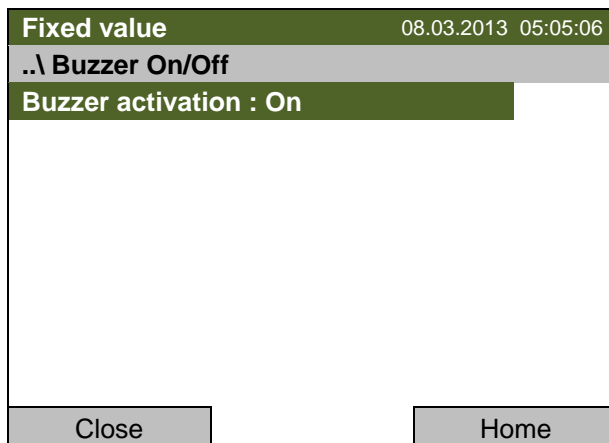 Fixed value 08.03.2013 05:05:06
..\ Buzzer On/Off
Buzzer activation : On
Close Home